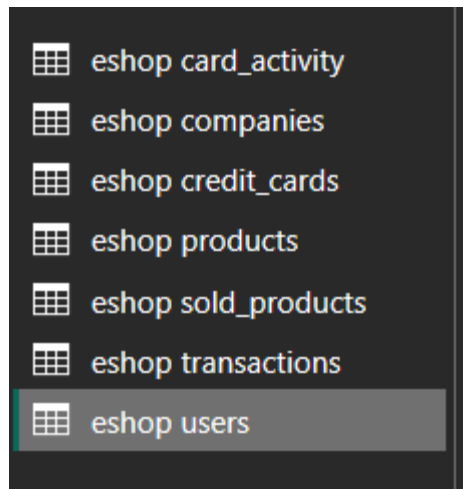 eshop card_activity
eshop companies
eshop credit_cards
eshop products
eshop sold_products
eshop transactions
eshop users